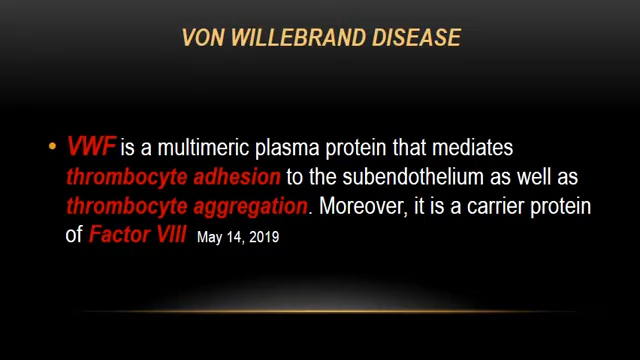 VON WILLEBRAND DISEASE
• VWF is a multimeric plasma protein that mediates
thrombocyte adhesion to the subendothelium as well as
thrombocyte aggregation. Moreover, it is a carrier protein
of Factor VIII May 14, 2019